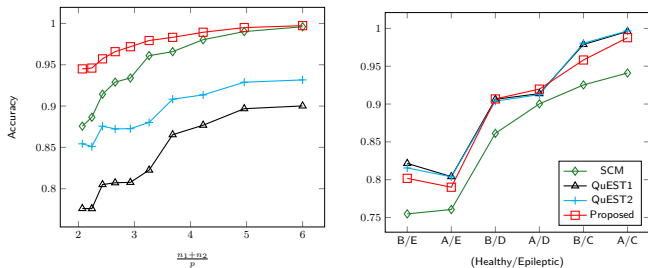 1
0.95
0.9
0.85
0.8
Accuracy
2
3
4
5
6
n₁+n₂
p
1
0.95
0.9
0.85
0.8
0.75
SCM
QuEST1
QuEST2
Proposed
B/E A/E B/D A/D B/C A/C
(Healthy/Epileptic)